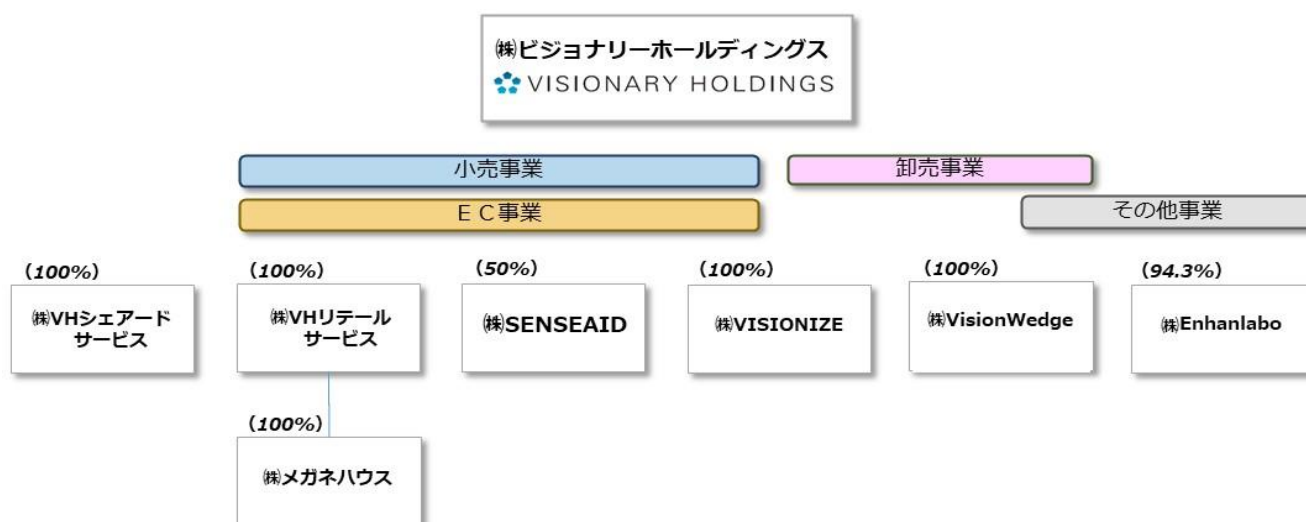 ㈱ビジョナリーホールディングス
VISIONARY HOLDINGS
小売事業
卸売事業
ＥＣ事業
その他事業
（100%）
（100%）
（50%）
（100%）
（100%）
（94.3%）
㈱VHシェアード
サービス
㈱VHリテール
サービス
㈱SENSEAID
㈱VISIONIZE
㈱VisionWedge
㈱Enhanlabo
（100%）
㈱メガネハウス